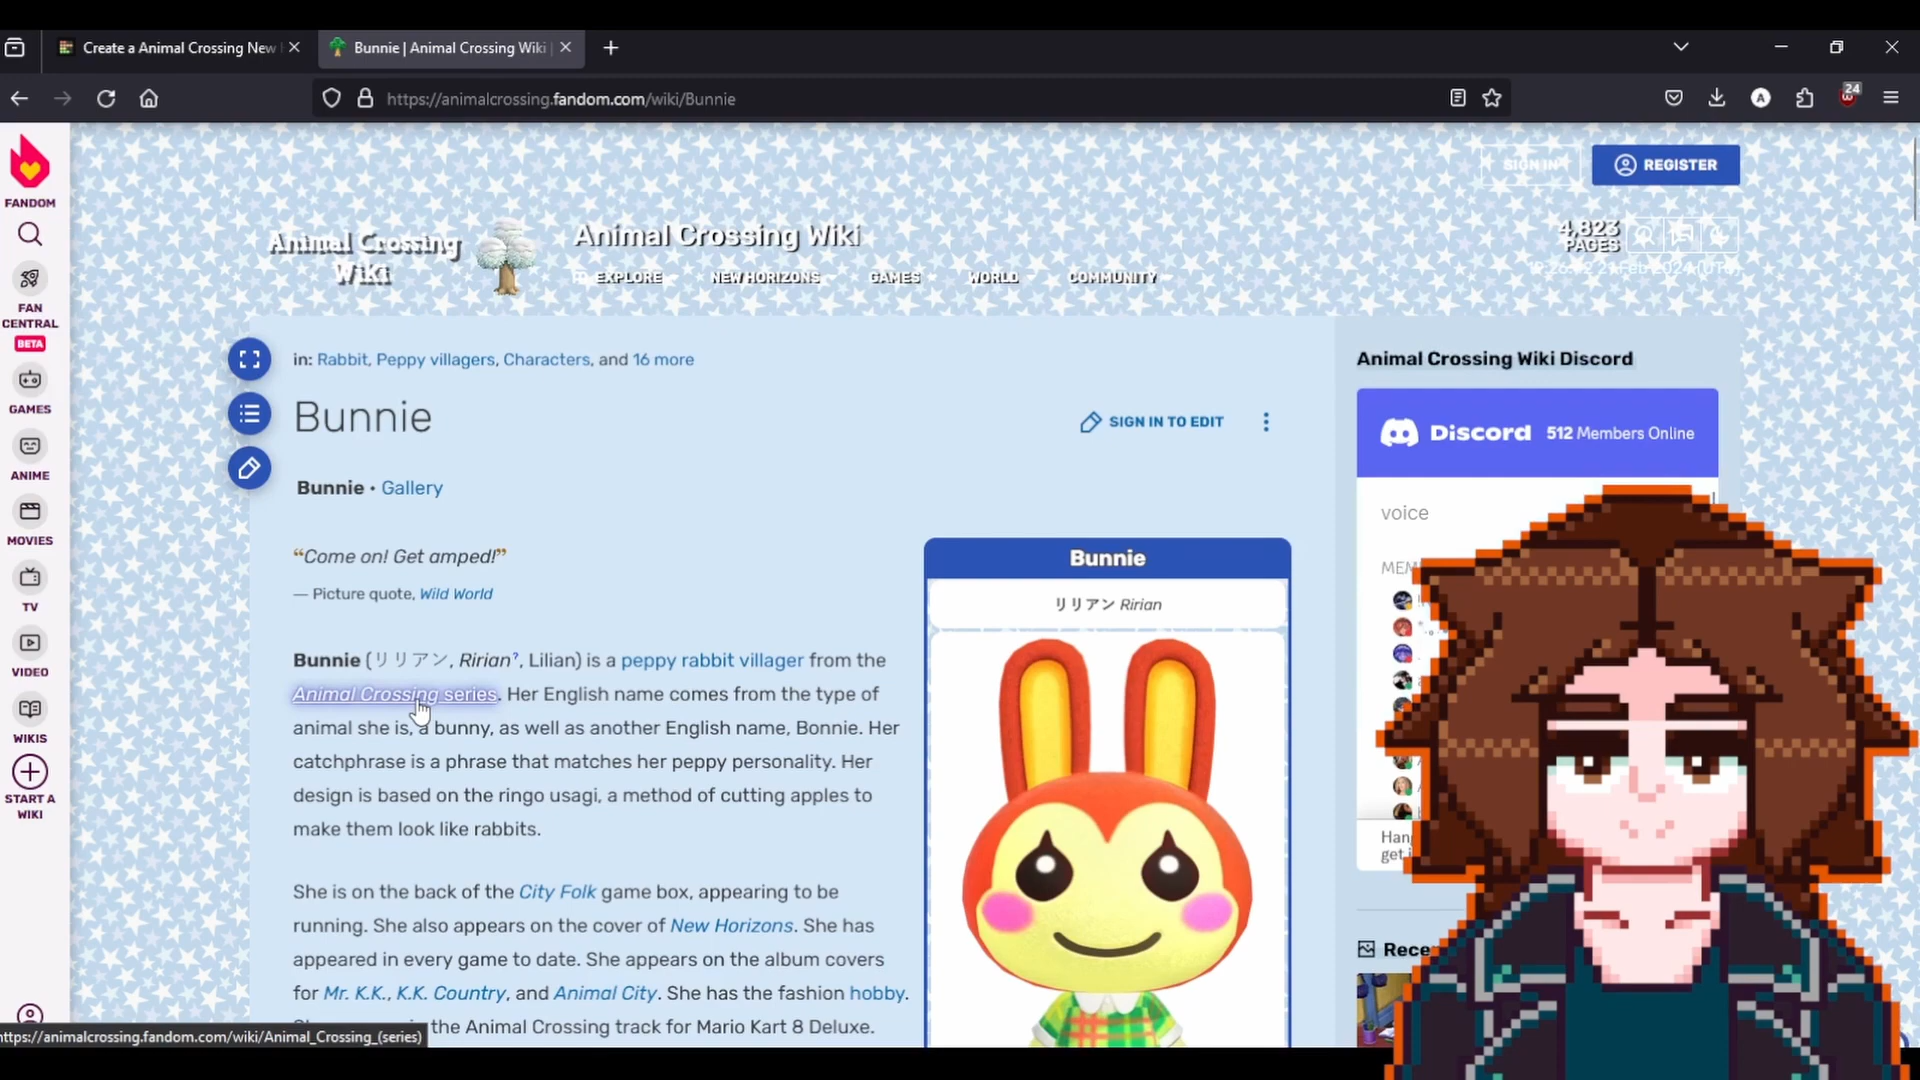 Create a Animal Crossing New
Bunnie | Animal Crossing Wiki
https://animalcrossing.fandom.com/wiki/Bunnie
24
FANDOM
FAN
CENTRAL
BETA
GAMES
ANIME
MOVIES
TV
VIDEO
WIKIS
START A
WIKI
SIGN IN
REGISTER
Animal Crossing
Wiki
Animal Crossing Wiki
EXPLORE
NEW HORIZONS
GAMES
WORLD
COMMUNITY
4,823
PAGES
in: Rabbit, Peppy villagers, Characters, and 16 more
Bunnie
SIGN IN TO EDIT
Bunnie • Gallery
“Come on! Get amped!”
— Picture quote, Wild World
Bunnie (リリアン, Ririan?, Lilian) is a peppy rabbit villager from the
Animal Crossing series. Her English name comes from the type of
animal she is, a bunny, as well as another English name, Bonnie. Her
catchphrase is a phrase that matches her peppy personality. Her
design is based on the ringo usagi, a method of cutting apples to
make them look like rabbits.
She is on the back of the City Folk game box, appearing to be
running. She also appears on the cover of New Horizons. She has
appeared in every game to date. She appears on the album covers
for Mr. K.K., K.K. Country, and Animal City. She has the fashion hobby.
the Animal Crossing track for Mario Kart 8 Deluxe.
Bunnie
リリアン Ririan
Animal Crossing Wiki Discord
Discord
512 Members Online
voice
MEM
Hang
get i
Rece
https://animalcrossing.fandom.com/wiki/Animal_Crossing_(series)